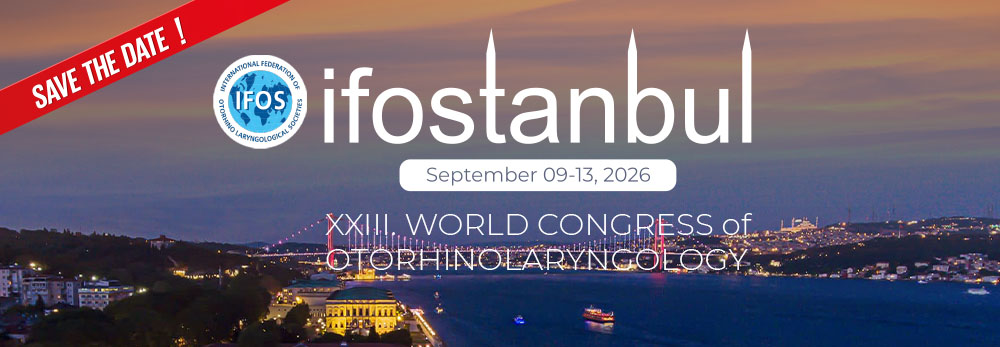 SAVE THE DATE !
INTERNATIONAL FEDERATION OF
IFOS
OTORHINO LARYNGOLOGICAL SOCIETIES
ifostanbul
September 09-13, 2026
XXIII. WORLD CONGRESS of
OTORHINOLARYNGOLOGY